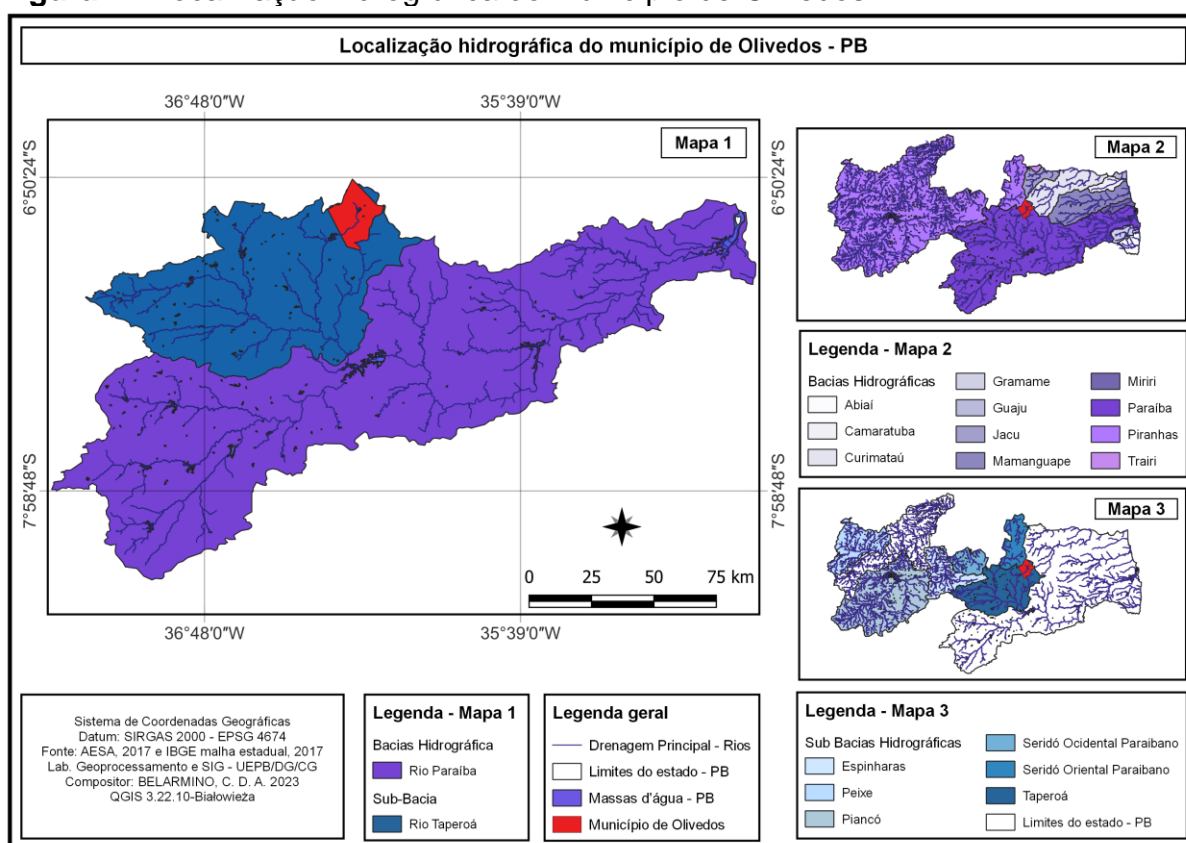 Localização hidrográfica do município de Olivedos - PB
36°48'0"W
35°39'0"W
6°50'24"S
7°58'48"S
Mapa 1
6°50'24"S
7°58'48"S
0 25 50 75 km
36°48'0"W
35°39'0"W
Mapa 2
Legenda - Mapa 2
Bacias Hidrográficas
Abiaí
Camaratuba
Curimataú
Gramame
Guaju
Jacu
Mamanguape
Miriri
Paraíba
Piranhas
Trairi
Mapa 3
Sistema de Coordenadas Geográficas
Datum: SIRGAS 2000 - EPSG 4674
Fonte: AESA, 2017 e IBGE malha estadual, 2017
Lab. Geoprocessamento e SIG - UEPB/DG/CG
Compositor: BELARMINO, C. D. A. 2023
QGIS 3.22.10-Białowieża
Legenda - Mapa 1
Bacias Hidrográfica
Rio Paraíba
Sub-Bacia
Rio Taperoá
Legenda geral
Drenagem Principal - Rios
Limites do estado - PB
Massas d'água - PB
Município de Olivedos
Legenda - Mapa 3
Sub Bacias Hidrográficas
Espinharas
Peixe
Piancó
Seridó Ocidental Paraibano
Seridó Oriental Paraibano
Taperoá
Limites do estado - PB